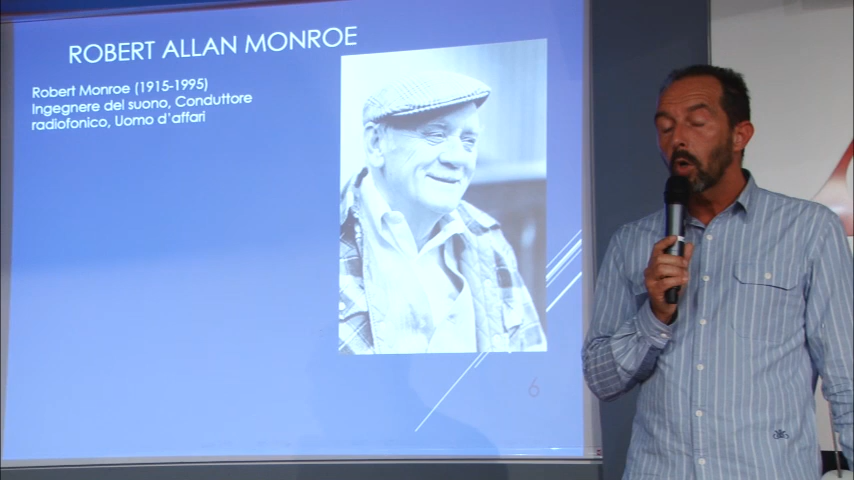 ROBERT ALLAN MONROE
Robert Monroe (1915-1995)
Ingegnere del suono, Conduttore
radiofonico, Uomo d'affari
6